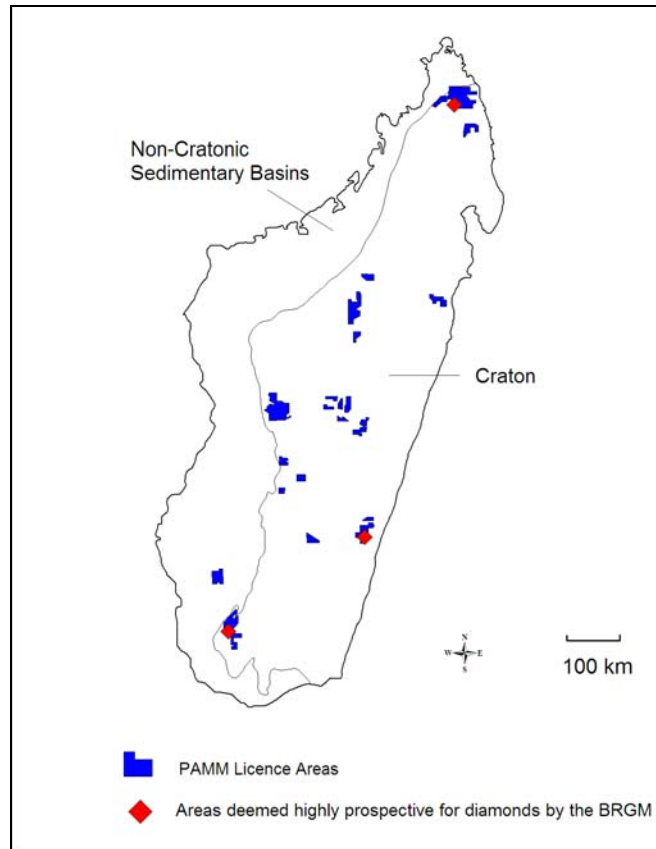 Non-Cratonic
Sedimentary Basins
Craton
N
W E
S
100 km
PAMM Licence Areas
Areas deemed highly prospective for diamonds by the BRGM